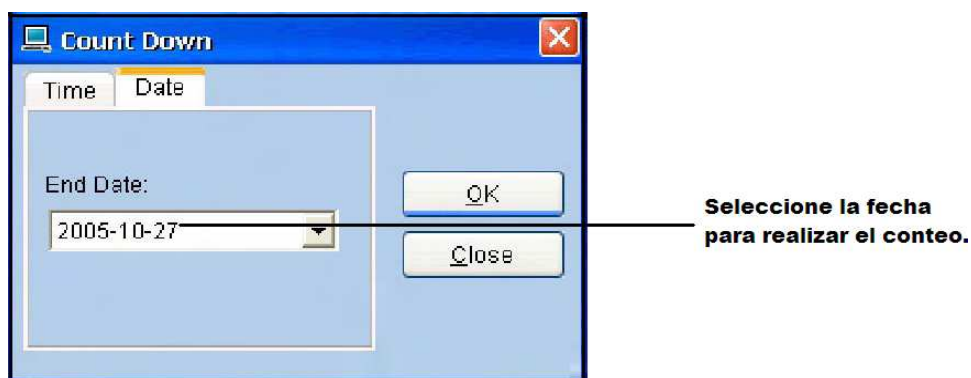 Count Down
Time
Date
End Date:
2005-10-27
OK
Close
Seleccione la fecha
para realizar el conteo.